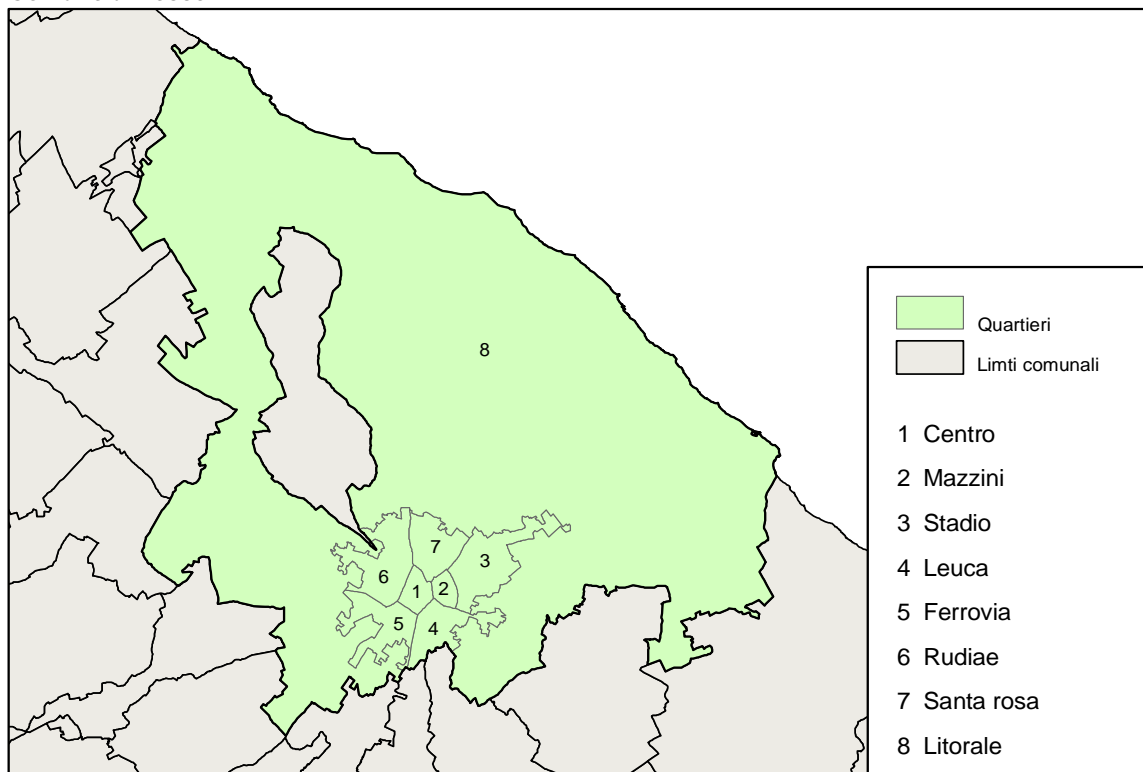 8
7
3
6
1
2
5
4
Quartieri
Limti comunali
1 Centro
2 Mazzini
3 Stadio
4 Leuca
5 Ferrovia
6 Rudiae
7 Santa rosa
8 Litorale